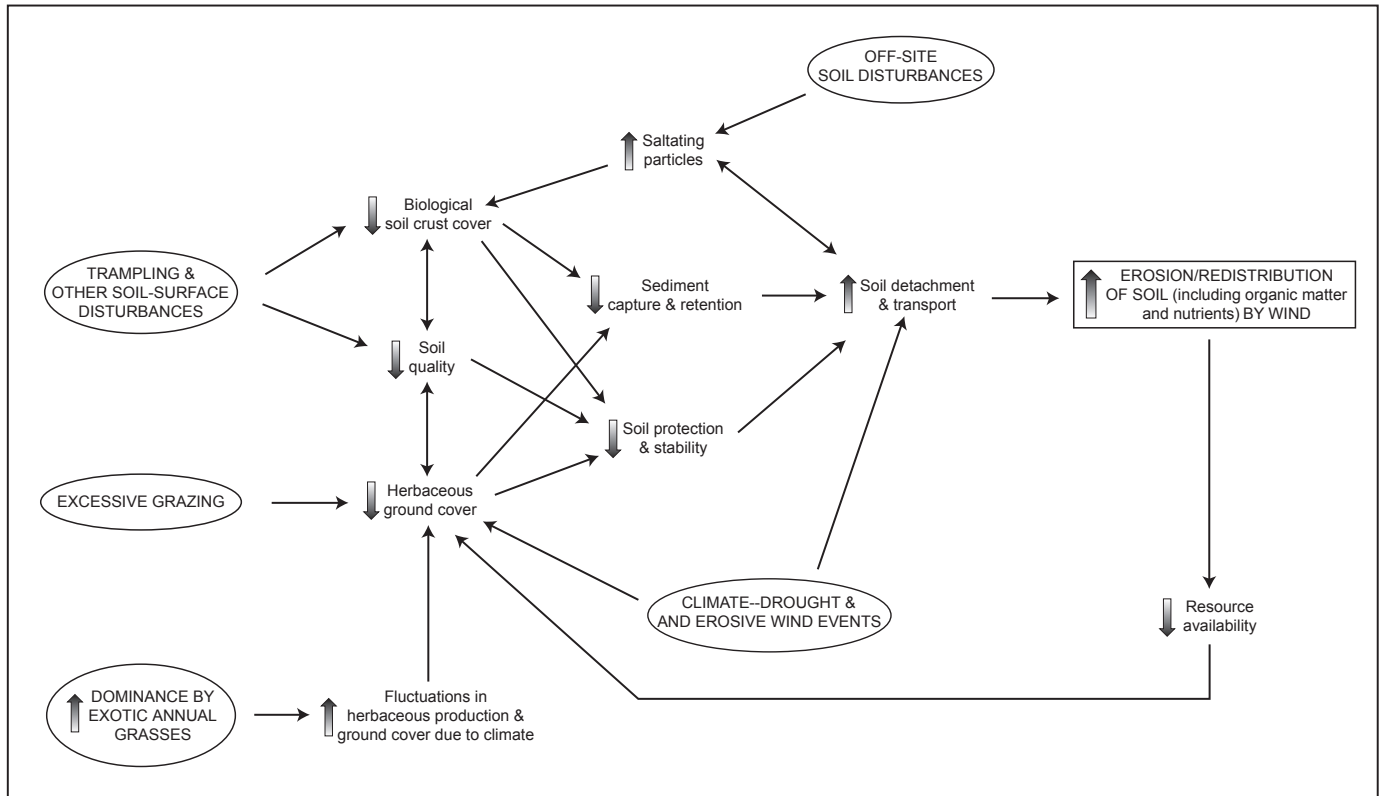 OFF-SITE
SOIL DISTURBANCES
Saltating
particles
Biological
soil crust cover
TRAMPLING &
OTHER SOIL-SURFACE
DISTURBANCES
Sediment
capture & retention
Soil detachment
& transport
EROSION/REDISTRIBUTION
OF SOIL (including organic matter
and nutrients) BY WIND
Soil
quality
Soil protection
& stability
EXCESSIVE GRAZING
Herbaceous
ground cover
CLIMATE--DROUGHT &
AND EROSIVE WIND EVENTS
Resource
availability
DOMINANCE BY
EXOTIC ANNUAL
GRASSES
Fluctuations in
herbaceous production &
ground cover due to climate